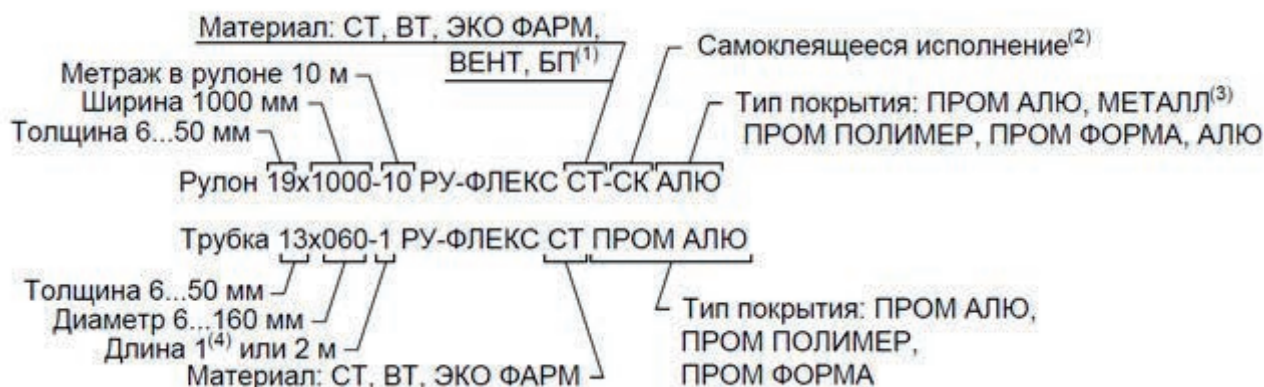 Материал: СТ, ВТ, ЭКО ФАРМ,
ВЕНТ, БП(1)
Самоклеящееся исполнение(2)
Метраж в рулоне 10 м
Ширина 1000 мм
Толщина 6...50 мм
Тип покрытия: ПРОМ АЛЮ, МЕТАЛЛ(3)
ПРОМ ПОЛИМЕР, ПРОМ ФОРМА, АЛЮ
Рулон 19х1000-10 РУ-ФЛЕКС СТ-СК АЛЮ
Трубка 13х060-1 РУ-ФЛЕКС СТ ПРОМ АЛЮ
Толщина 6...50 мм
Диаметр 6...160 мм
Длина 1(4) или 2 м
Материал: СТ, ВТ, ЭКО ФАРМ
Тип покрытия: ПРОМ АЛЮ,
ПРОМ ПОЛИМЕР,
ПРОМ ФОРМА